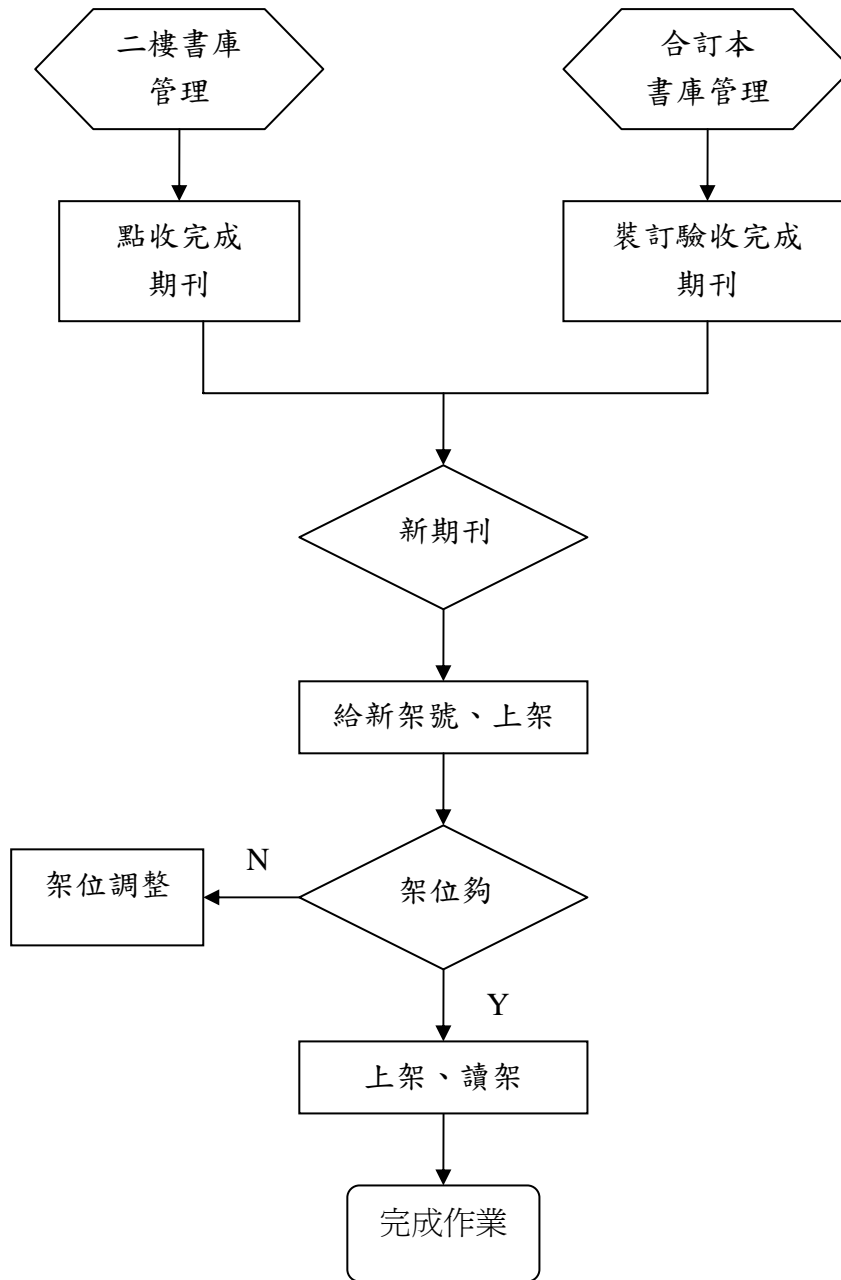 二樓書庫
管理
合訂本
書庫管理
點收完成
期刊
裝訂驗收完成
期刊
新期刊
給新架號、上架
架位調整
N
架位夠
Y
上架、讀架
完成作業